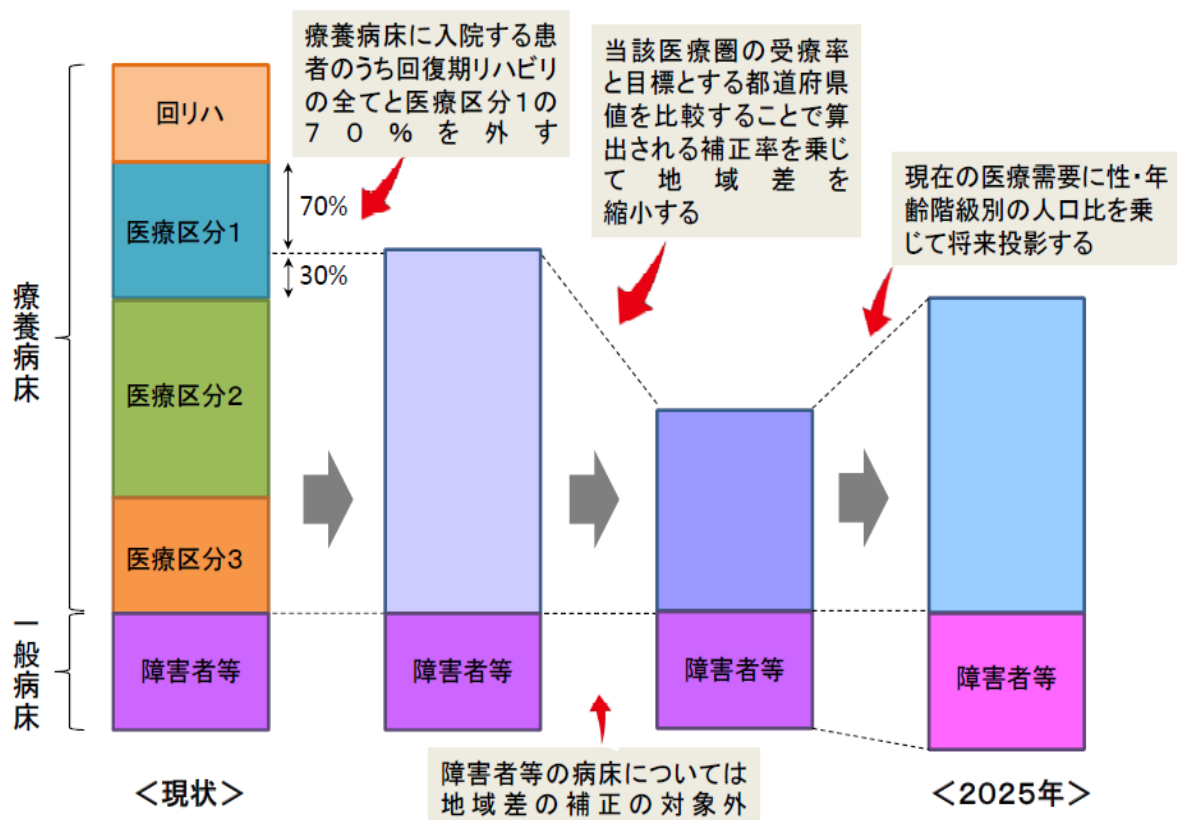 療養病床に入院する患
者のうち回復期リハビリ
の全てと医療区分1の
70%を外す
当該医療圏の受療率
と目標とする都道府県
値を比較することで算
出される補正率を乗じ
て地域差を
縮小する
現在の医療需要に性・年
齢階級別の人口比を乗
じて将来投影する
回リハ
医療区分1
70%
30%
医療区分2
医療区分3
療養病床
一般病床
障害者等
障害者等
障害者等
障害者等
障害者等の病床については
地域差の補正の対象外
＜現状＞
＜2025年＞